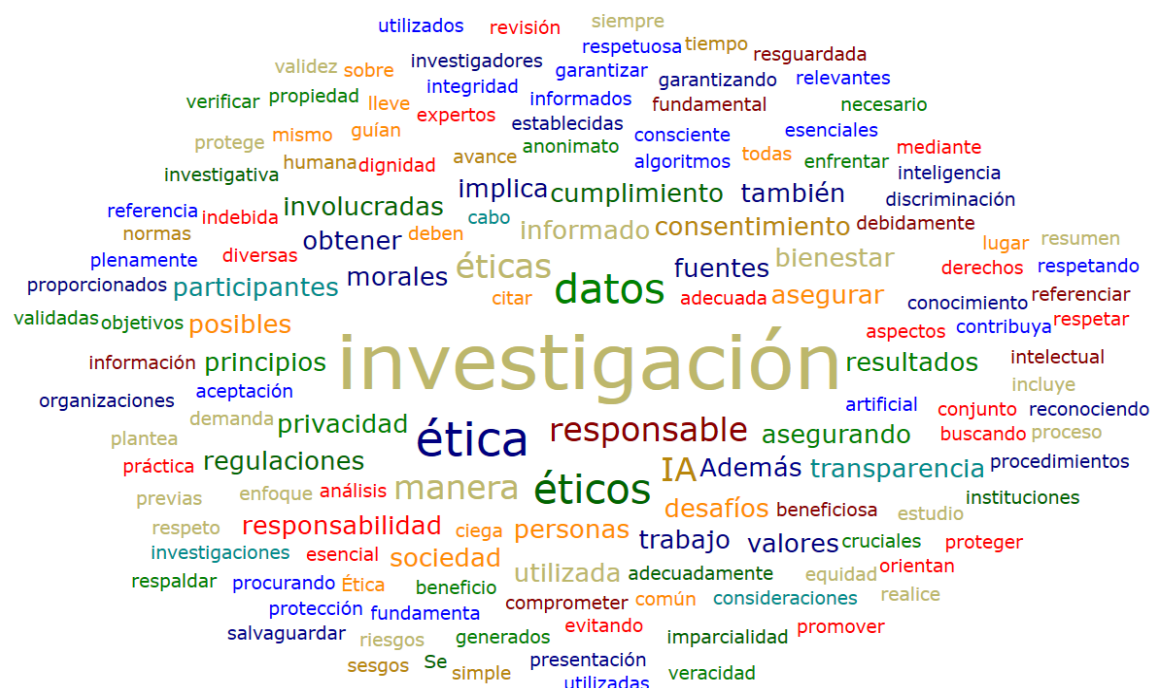 utilizados revisión siempre
respetuosa tiempo resguardada
validez sobre investigadores garantizar garantizando relevantes
verificar propiedad lleve integridad informados fundamental necesario
protege mismo guían expertos establecidas consciente esenciales mediante
investigativa humana dignidad avance anonimato algoritmos todas enfrentar inteligencia
referencia indebida involucradas implica cumplimiento también discriminación
normas cabo informado consentimiento debidamente
plenamente diversas obtener deben lugar resumen
proporcionados participantes morales éticas fuentes bienestar derechos respetando
validadas objetivos posibles citar datos adecuada asegurar conocimiento referenciar
aspectos contribuya respetar
información principios investigación resultados intelectual
organizaciones aceptación artificial incluye
plantea demanda privacidad ética responsable asegurando conjunto reconociendo
buscando proceso
práctica regulaciones IA Además transparencia procedimientos
previas enfoque análisis manera éticos instituciones
respeto responsabilidad ciega personas desafíos beneficiosa estudio
investigaciones esencial sociedad trabajo valores cruciales proteger
respaldar procurando Ética beneficio utilizada adecuadamente equidad orientan
protección fundamenta comprometer común consideraciones realice
salvaguardar riesgos generados evitando imparcialidad promover
sesgos Se simple presentación veracidad
utilizadas